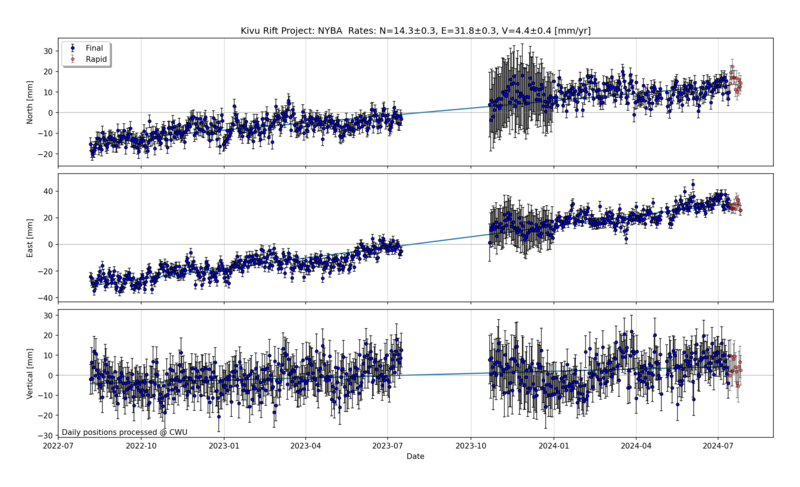 Kivu Rift Project: NYBA  Rates: N=14.3±0.3, E=31.8±0.3, V=4.4±0.4 [mm/yr]
Final
Rapid
North [mm]
30
20
10
0
−10
−20
East [mm]
40
20
0
−20
−40
Vertical [mm]
30
20
10
0
−10
−20
−30
Daily positions processed @ CWU
2022-07 2022-10 2023-01 2023-04 2023-07 2023-10 2024-01 2024-04 2024-07
Date